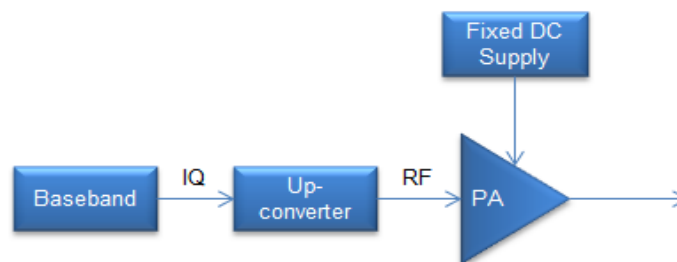 Fixed DC
Supply
Baseband
IQ
Up-
converter
RF
PA